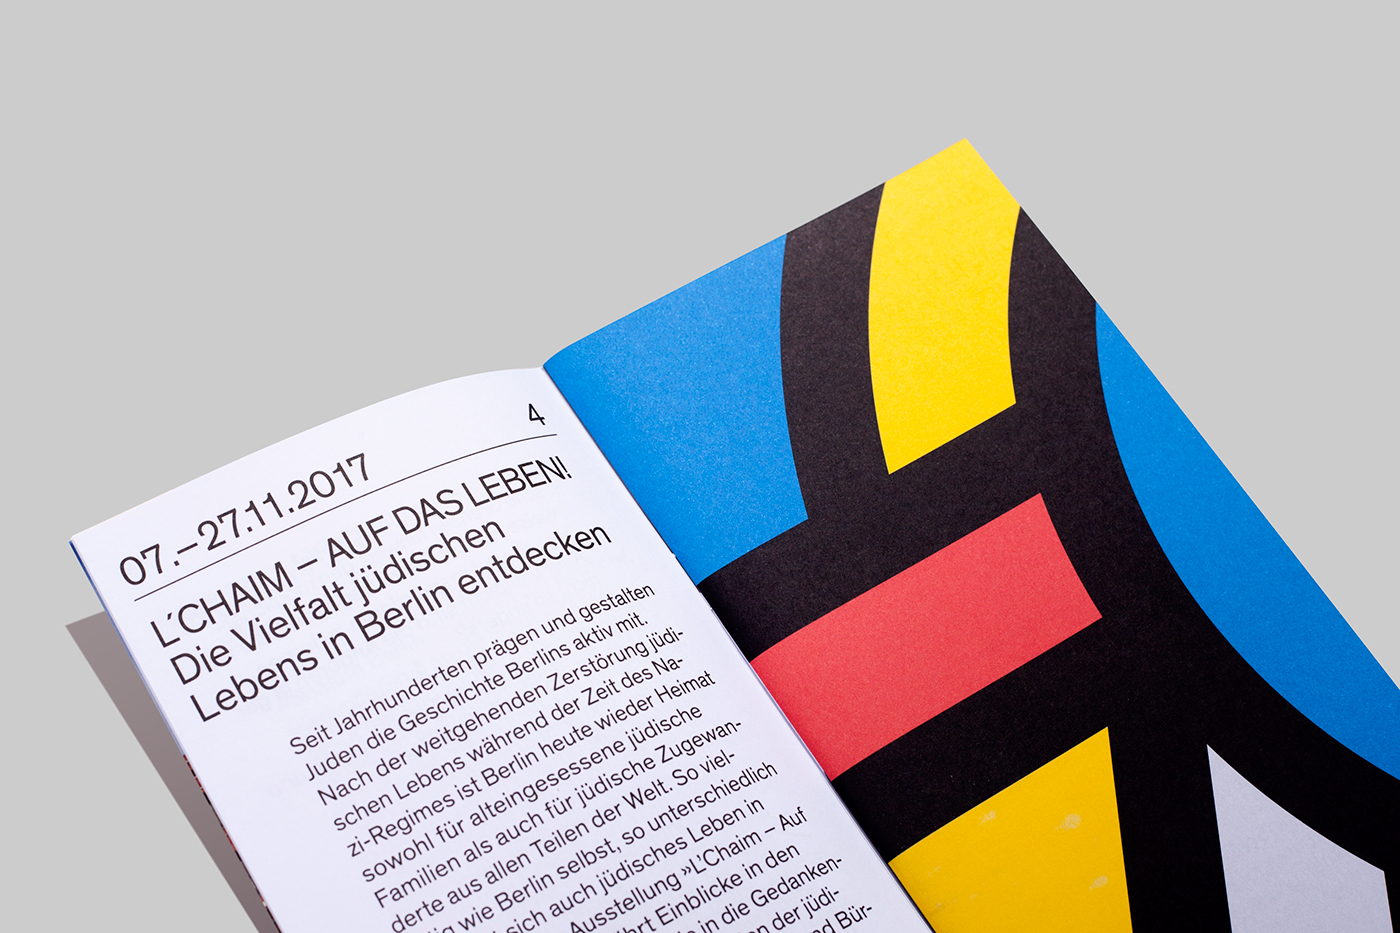 4
07.–27.11.2017
L´CHAIM – AUF DAS LEBEN!
Die Vielfalt jüdischen
Lebens in Berlin entdecken
Seit Jahrhunderten prägen und gestalten
Juden die Geschichte Berlins aktiv mit.
Nach der weitgehenden Zerstörung jüdi-
schen Lebens während der Zeit des Na-
zi-Regimes ist Berlin heute wieder Heimat
sowohl für alteingesessene jüdische
Familien als auch für jüdische Zugewan-
derte aus allen Teilen der Welt. So viel-
wie Berlin selbst, so unterschiedlich
sich auch jüdisches Leben in
Ausstellung »L'Chaim – Auf
Einblicke in den
in die Gedanken-
der jüdi-
Bür-